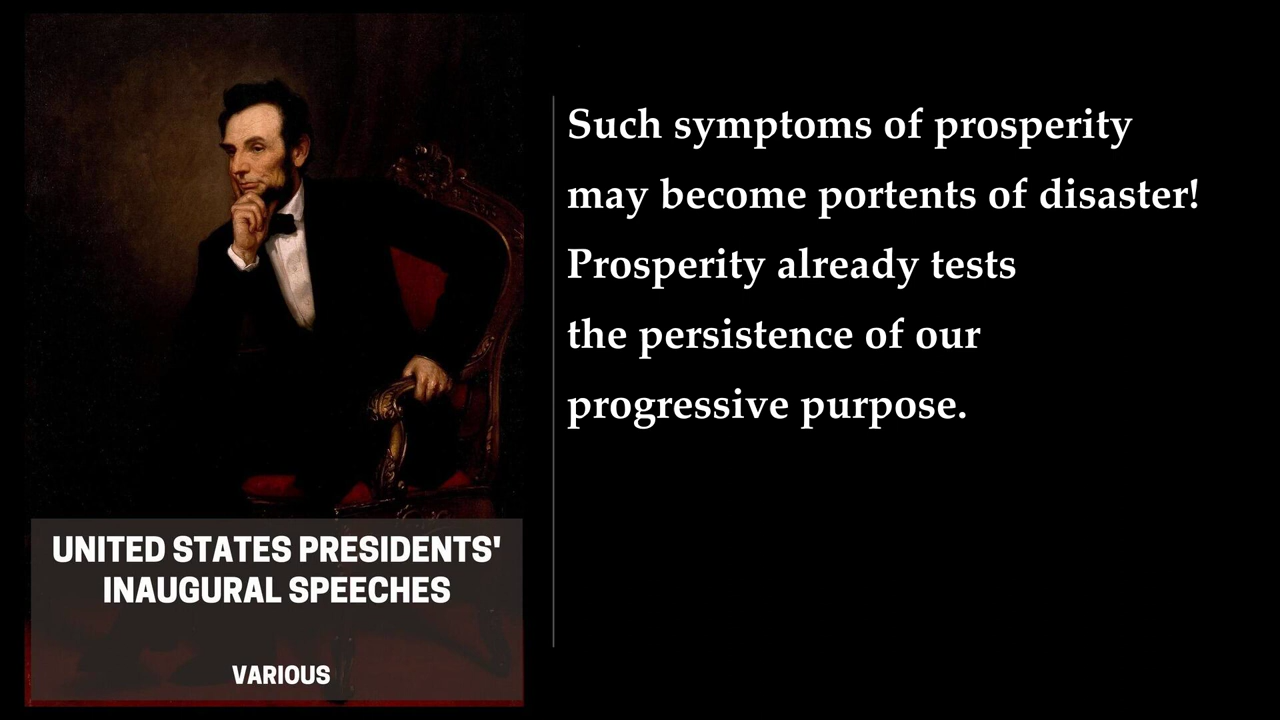 Such symptoms of prosperity
may become portents of disaster!
Prosperity already tests
the persistence of our
progressive purpose.
UNITED STATES PRESIDENTS'
INAUGURAL SPEECHES
VARIOUS